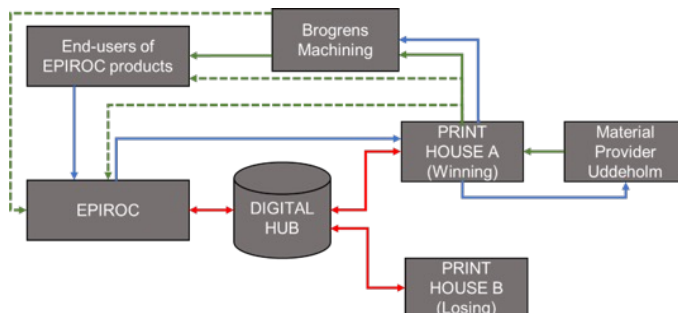 Brogrens
Machining
End-users of
EPIROC products
PRINT
HOUSE A
(Winning)
Material
Provider
Uddeholm
EPIROC
DIGITAL
HUB
PRINT
HOUSE B
(Losing)